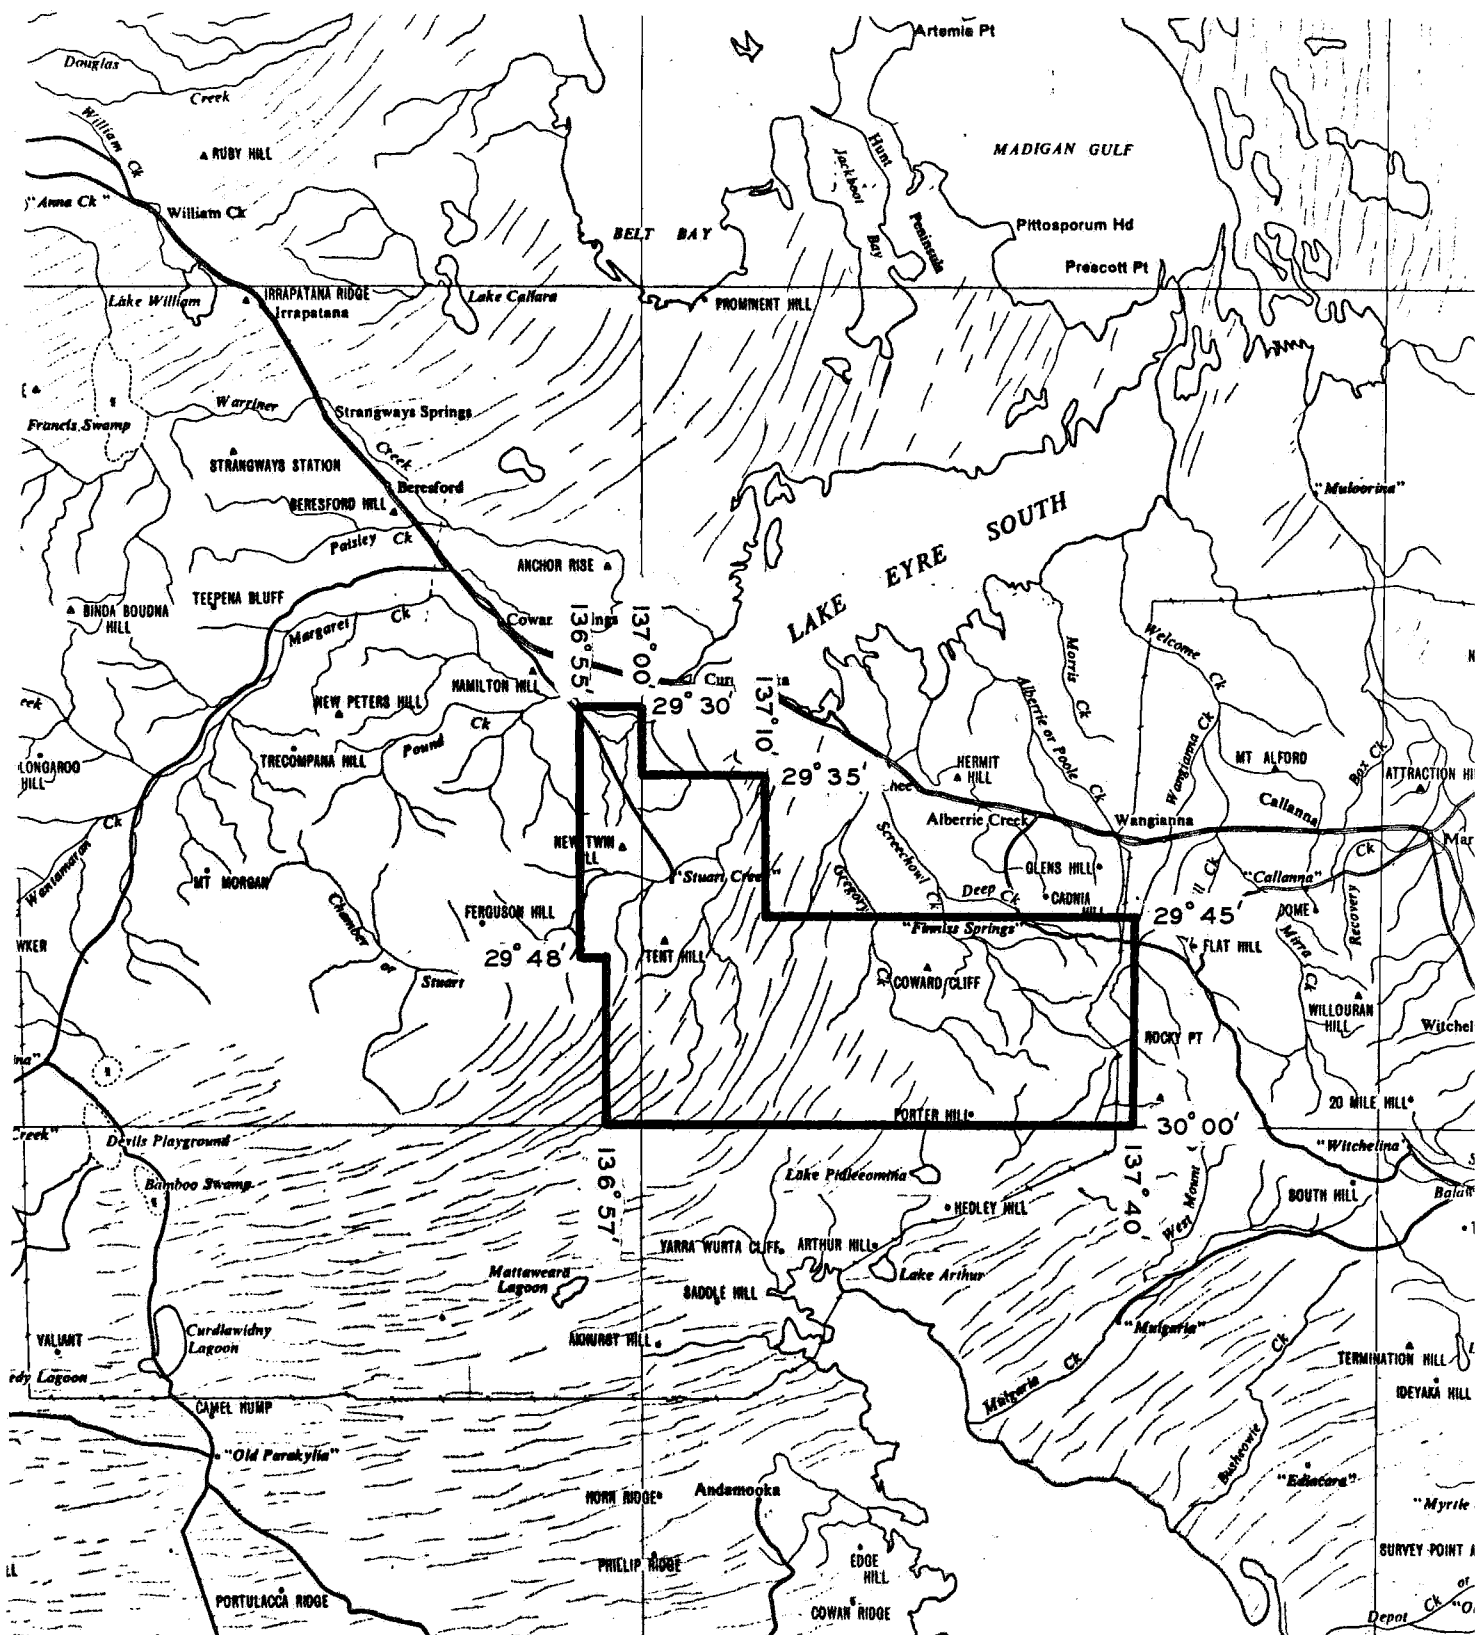 Artemia Pt
Douglas
Creek
William Ck
RUBY HILL
MADIGAN GULF
Hunt
Peninsula
Jackboot
Bay
"Anna Ck"
William Ck
BELT BAY
Pittosporum Hd
Prescott Pt
Lake William
IRRAPATANA RIDGE
Irrapatana
Lake Callara
PROMINENT HILL
Warriner
Creek
Strangways Springs
Francis Swamp
STRANGWAYS STATION
Beresford
BERESFORD HILL
"Muloorina"
Paisley Ck
LAKE EYRE SOUTH
ANCHOR RISE
TEEPENA BLUFF
BINDA BOUDNA
HILL
Margaret Ck
136° 55'
137° 00'
Morris Ck
Welcome Ck
HAMILTON HILL
NEW PETERS HILL
29° 30'
137° 10'
Alberrie or Poole Ck
Pound Ck
TRECOMPANA HILL
29° 35'
HERMIT
HILL
Wangianna Ck
MT ALFORD
Box Ck
Callanna
Ck
Alberrie Creek
Wangianna
Screechowl Ck
Gregory
Ck
MT MORGAN
"Stuart Creek"
GLENS HILL
Deep Ck
CADNIA
HILL
"Callanna"
Recovery
FERGUSON HILL
Chamber
of
Stuart
29° 45'
DOME
Mirra Ck
"Finniss Springs"
FLAT HILL
29° 48'
TENT HILL
COWARD CLIFF
WILLOURAN
HILL
ROCKY PT
20 MILE HILL
PORTER HILL
30° 00'
Devils Playground
"Witchelina"
Bamboo Swamp
136° 57'
137° 40'
Lake Pidleeomina
West Mount
Ck
SOUTH HILL
HEDLEY HILL
YARRA WURTA CLIFF
ARTHUR HILL
Mattaweara
Lagoon
Lake Arthur
SADDLE HILL
Curdlawidny
Lagoon
AKHURST HILL
"Mulgaria"
VALIANT
Mulgaria Ck
TERMINATION HILL
IDEYAKA HILL
CAMEL HUMP
"Old Parakylia"
Ck
"Ediacara"
HORN RIDGE
Andamooka
"Myrtle
PHILLIP RIDGE
EDGE
HILL
SURVEY POINT
PORTULACCA RIDGE
COWAN RIDGE
Depot Ck